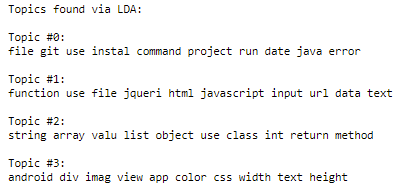 Topics found via LDA:
Topic #0:
file git use instal command project run date java error
Topic #1:
function use file jqueri html javascript input url data text
Topic #2:
string array valu list object use class int return method
Topic #3:
android div imag view app color css width text height